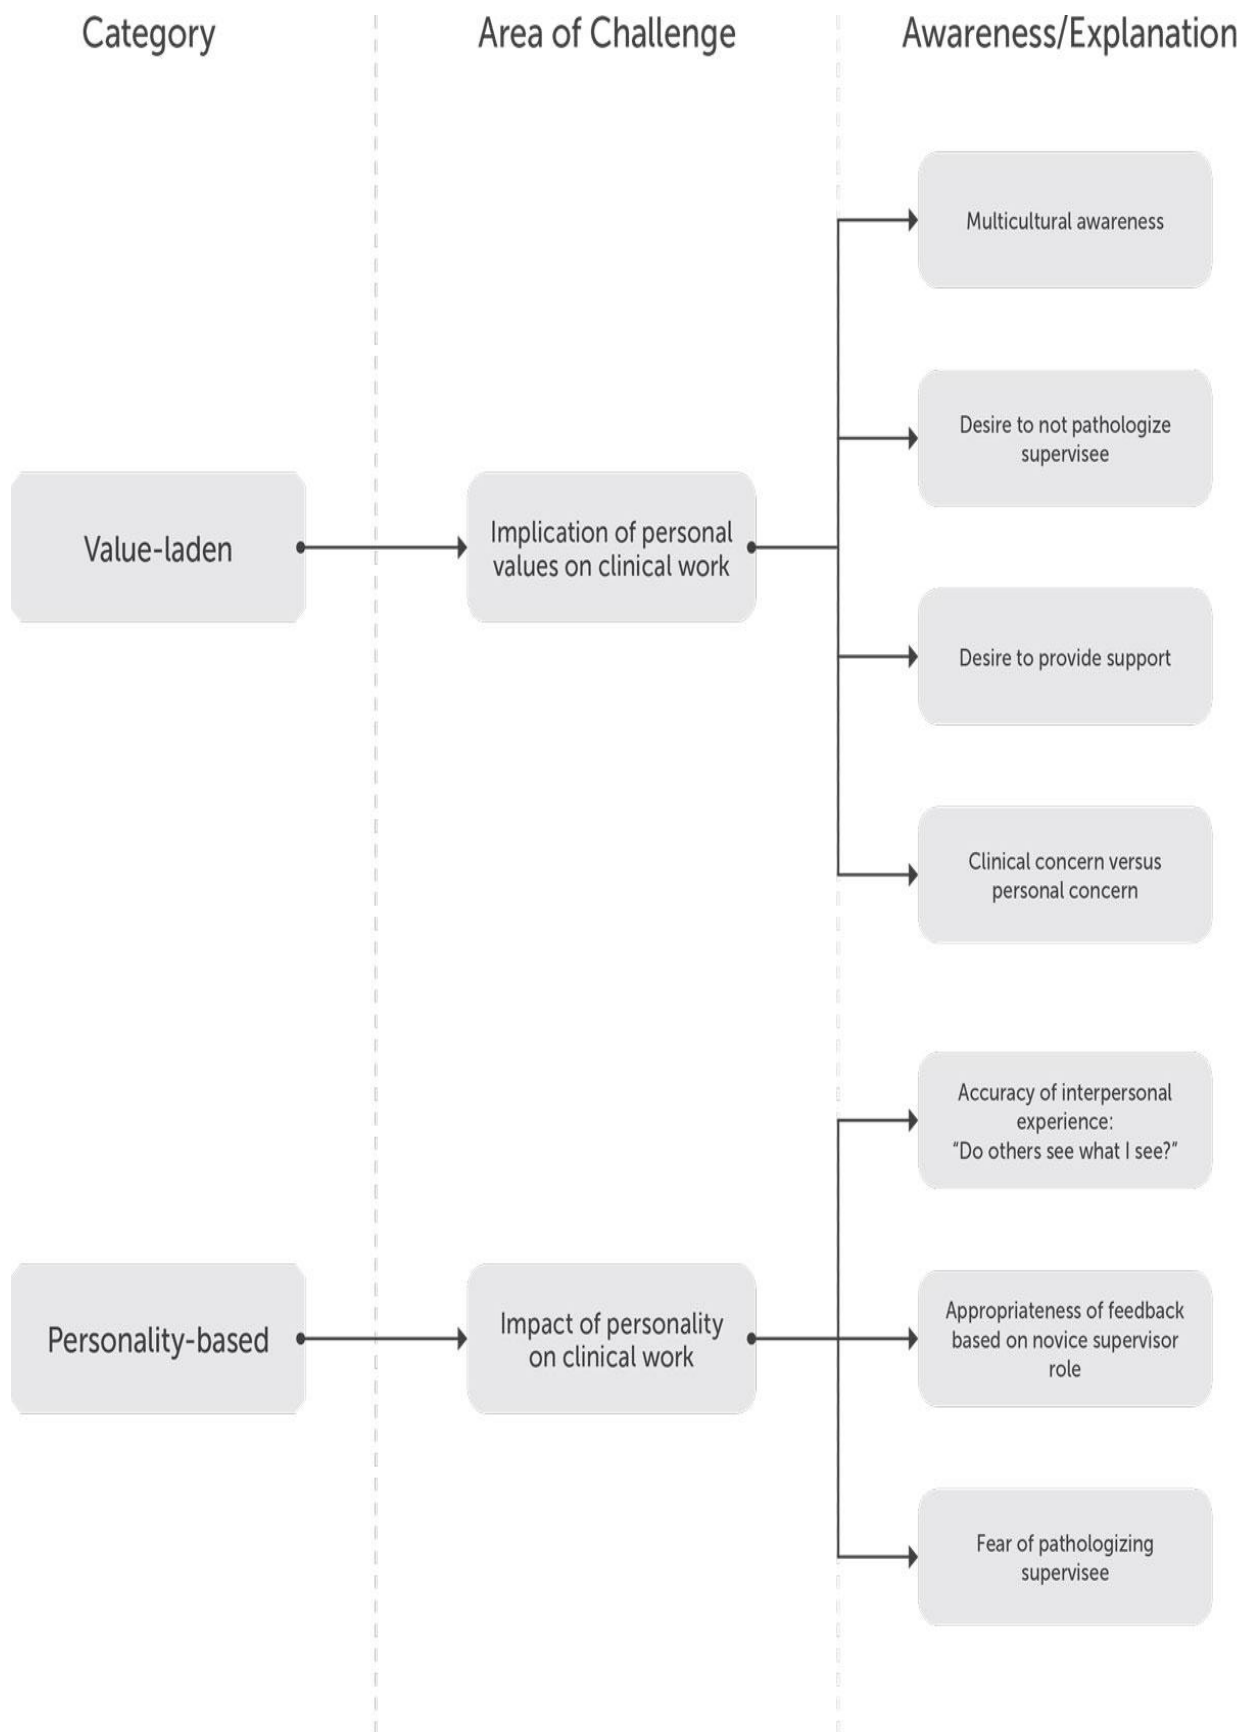 Category
Area of Challenge
Awareness/Explanation
Multicultural awareness
Desire to not pathologize
supervisee
Value-laden
Implication of personal
values on clinical work
Desire to provide support
Clinical concern versus
personal concern
Accuracy of interpersonal
experience:
“Do others see what I see?”
Personality-based
Impact of personality
on clinical work
Appropriateness of feedback
based on novice supervisor
role
Fear of pathologizing
supervisee